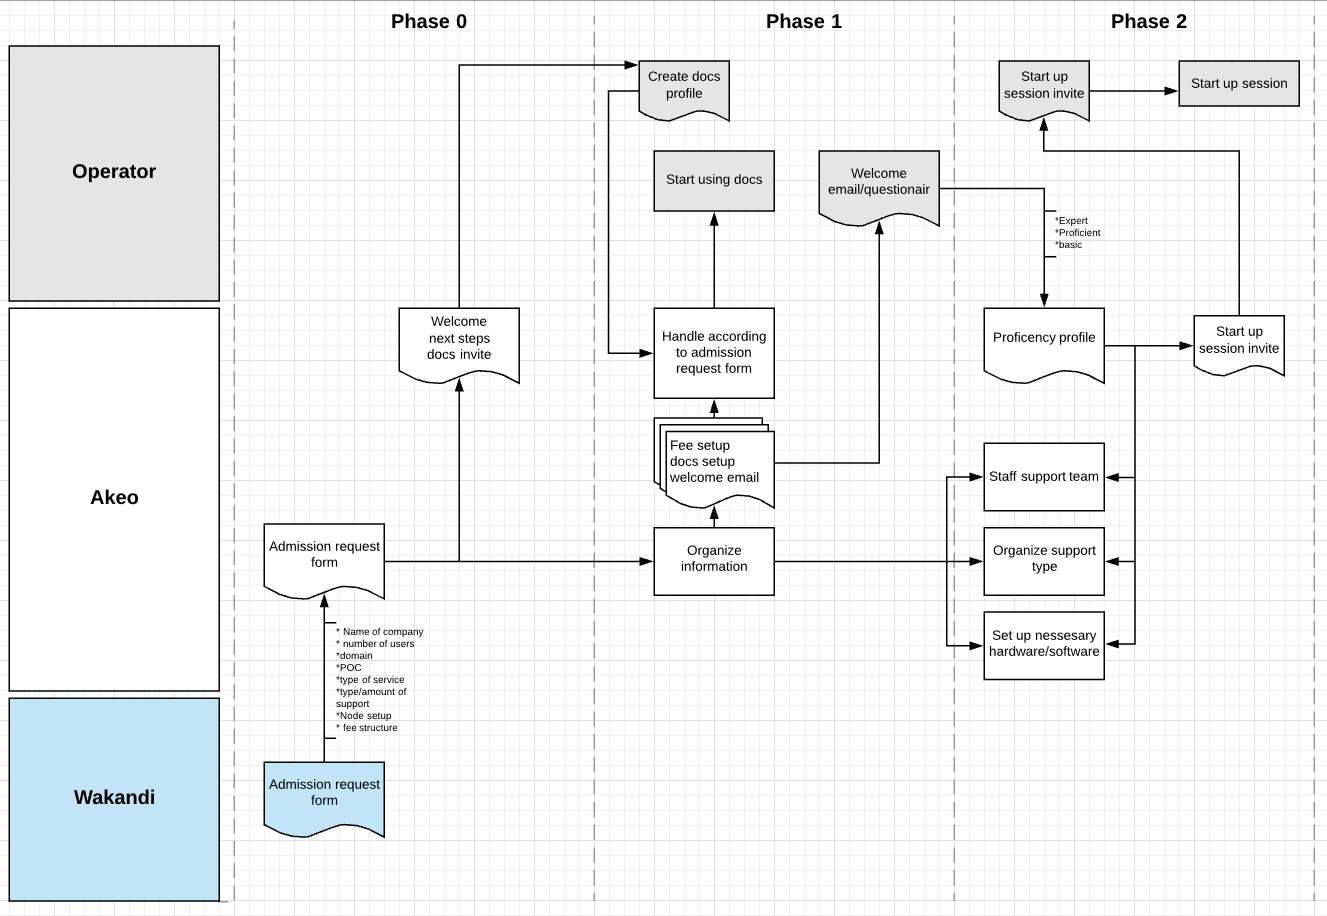 Phase 0
Phase 1
Phase 2
Operator
Create docs
profile
Start using docs
Welcome
email/questionair
Start up
session invite
Start up session
*Expert
*Proficient
*basic
Akeo
Welcome
next steps
docs invite
Handle according
to admission
request form
Fee setup
docs setup
welcome email
Proficency profile
Start up
session invite
Staff support team
Admission request
form
Organize
information
Organize support
type
Set up nessesary
hardware/software
* Name of company
* number of users
*domain
*POC
*type of service
*type/amount of
support
*Node setup
* fee structure
Wakandi
Admission request
form